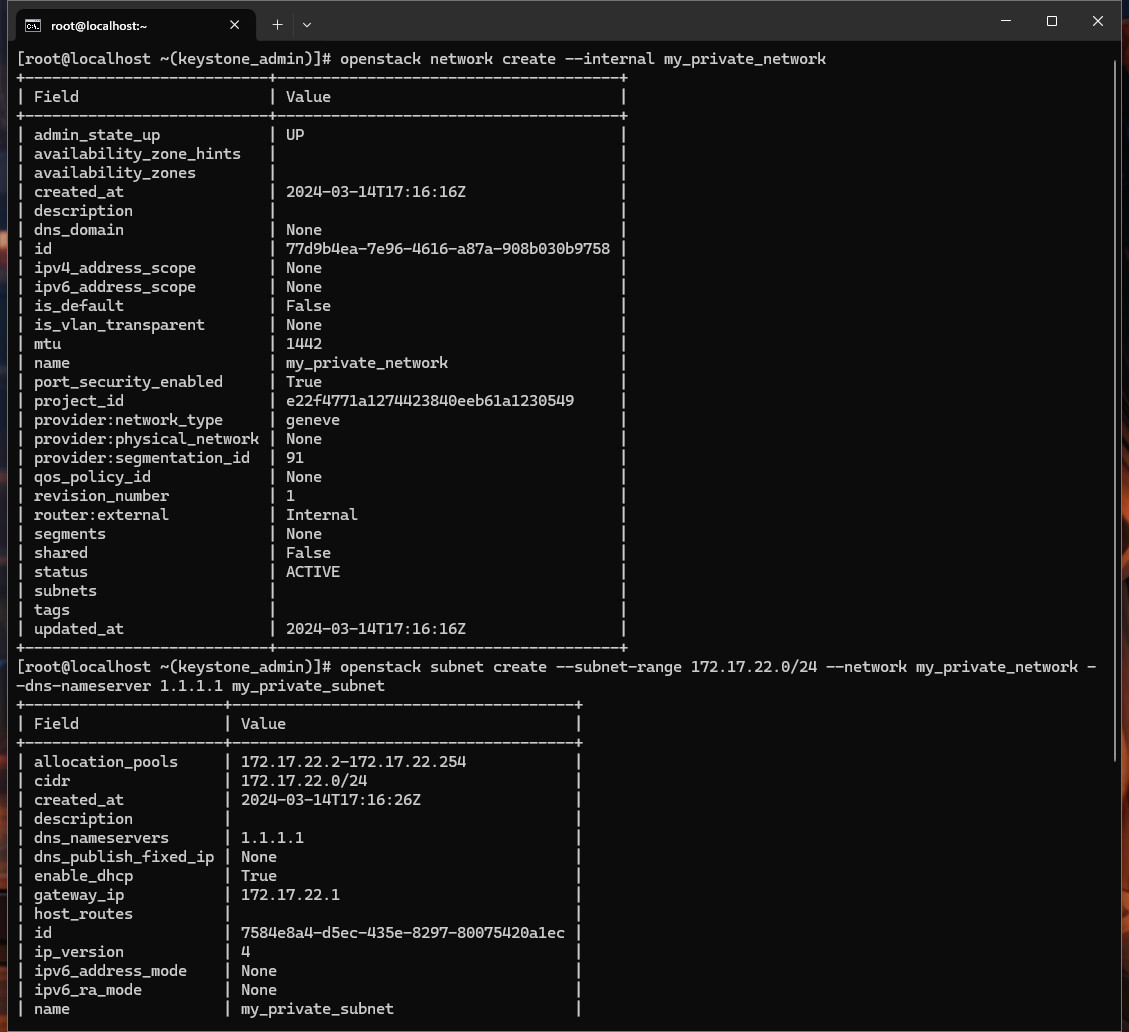 root@localhost:~
[root@localhost ~(keystone_admin)]# openstack network create --internal my_private_network
+---------------------------+--------------------------------------+
| Field                     | Value                                |
+---------------------------+--------------------------------------+
| admin_state_up            | UP                                   |
| availability_zone_hints   |                                      |
| availability_zones        |                                      |
| created_at                | 2024-03-14T17:16:16Z                 |
| description               |                                      |
| dns_domain                | None                                 |
| id                        | 77d9b4ea-7e96-4616-a87a-908b030b9758 |
| ipv4_address_scope        | None                                 |
| ipv6_address_scope        | None                                 |
| is_default                | False                                |
| is_vlan_transparent       | None                                 |
| mtu                       | 1442                                 |
| name                      | my_private_network                   |
| port_security_enabled     | True                                 |
| project_id                | e22f4771a1274423840eeb61a1230549     |
| provider:network_type     | geneve                               |
| provider:physical_network | None                                 |
| provider:segmentation_id  | 91                                   |
| qos_policy_id             | None                                 |
| revision_number           | 1                                    |
| router:external           | Internal                             |
| segments                  | None                                 |
| shared                    | False                                |
| status                    | ACTIVE                               |
| subnets                   |                                      |
| tags                      |                                      |
| updated_at                | 2024-03-14T17:16:16Z                 |
+---------------------------+--------------------------------------+
[root@localhost ~(keystone_admin)]# openstack subnet create --subnet-range 172.17.22.0/24 --network my_private_network -
-dns-nameserver 1.1.1.1 my_private_subnet
+----------------------+--------------------------------------+
| Field                | Value                                |
+----------------------+--------------------------------------+
| allocation_pools     | 172.17.22.2-172.17.22.254            |
| cidr                 | 172.17.22.0/24                       |
| created_at           | 2024-03-14T17:16:26Z                 |
| description          |                                      |
| dns_nameservers      | 1.1.1.1                              |
| dns_publish_fixed_ip | None                                 |
| enable_dhcp          | True                                 |
| gateway_ip           | 172.17.22.1                          |
| host_routes          |                                      |
| id                   | 7584e8a4-d5ec-435e-8297-80075420a1ec |
| ip_version           | 4                                    |
| ipv6_address_mode    | None                                 |
| ipv6_ra_mode         | None                                 |
| name                 | my_private_subnet                    |